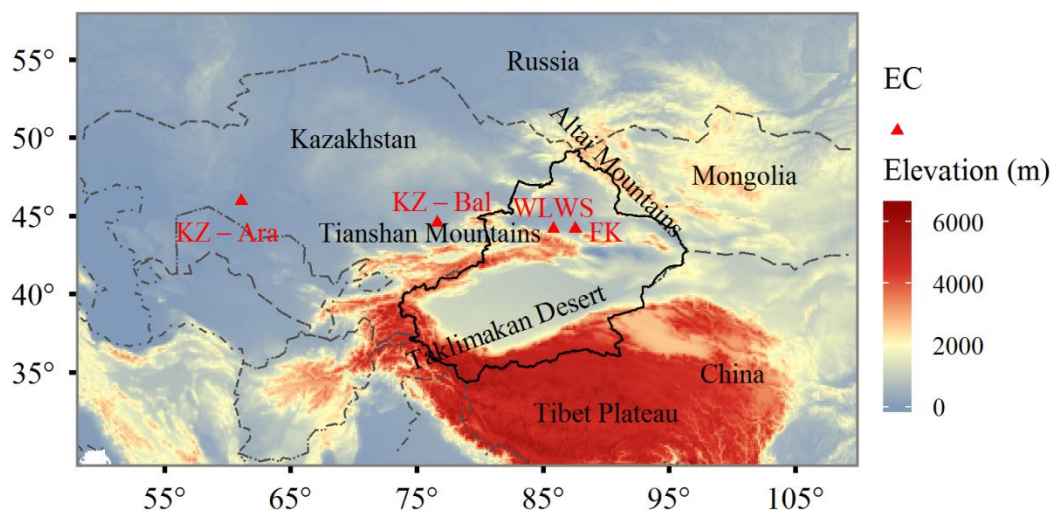 55°
50°
45°
40°
35°
Russia
Kazakhstan
Altai Mountains
Mongolia
KZ – Bal
WLWS
KZ – Ara
Tianshan Mountains
FK
Taklimakan Desert
China
Tibet Plateau
55°
65°
75°
85°
95°
105°
EC
Elevation (m)
6000
4000
2000
0